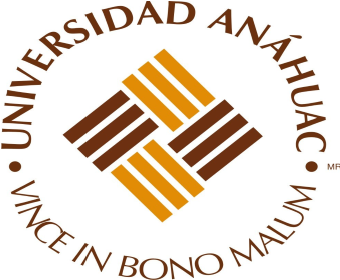 UNIVERSIDAD ANÁHUAC
MR
VINCE IN BONO MALUM